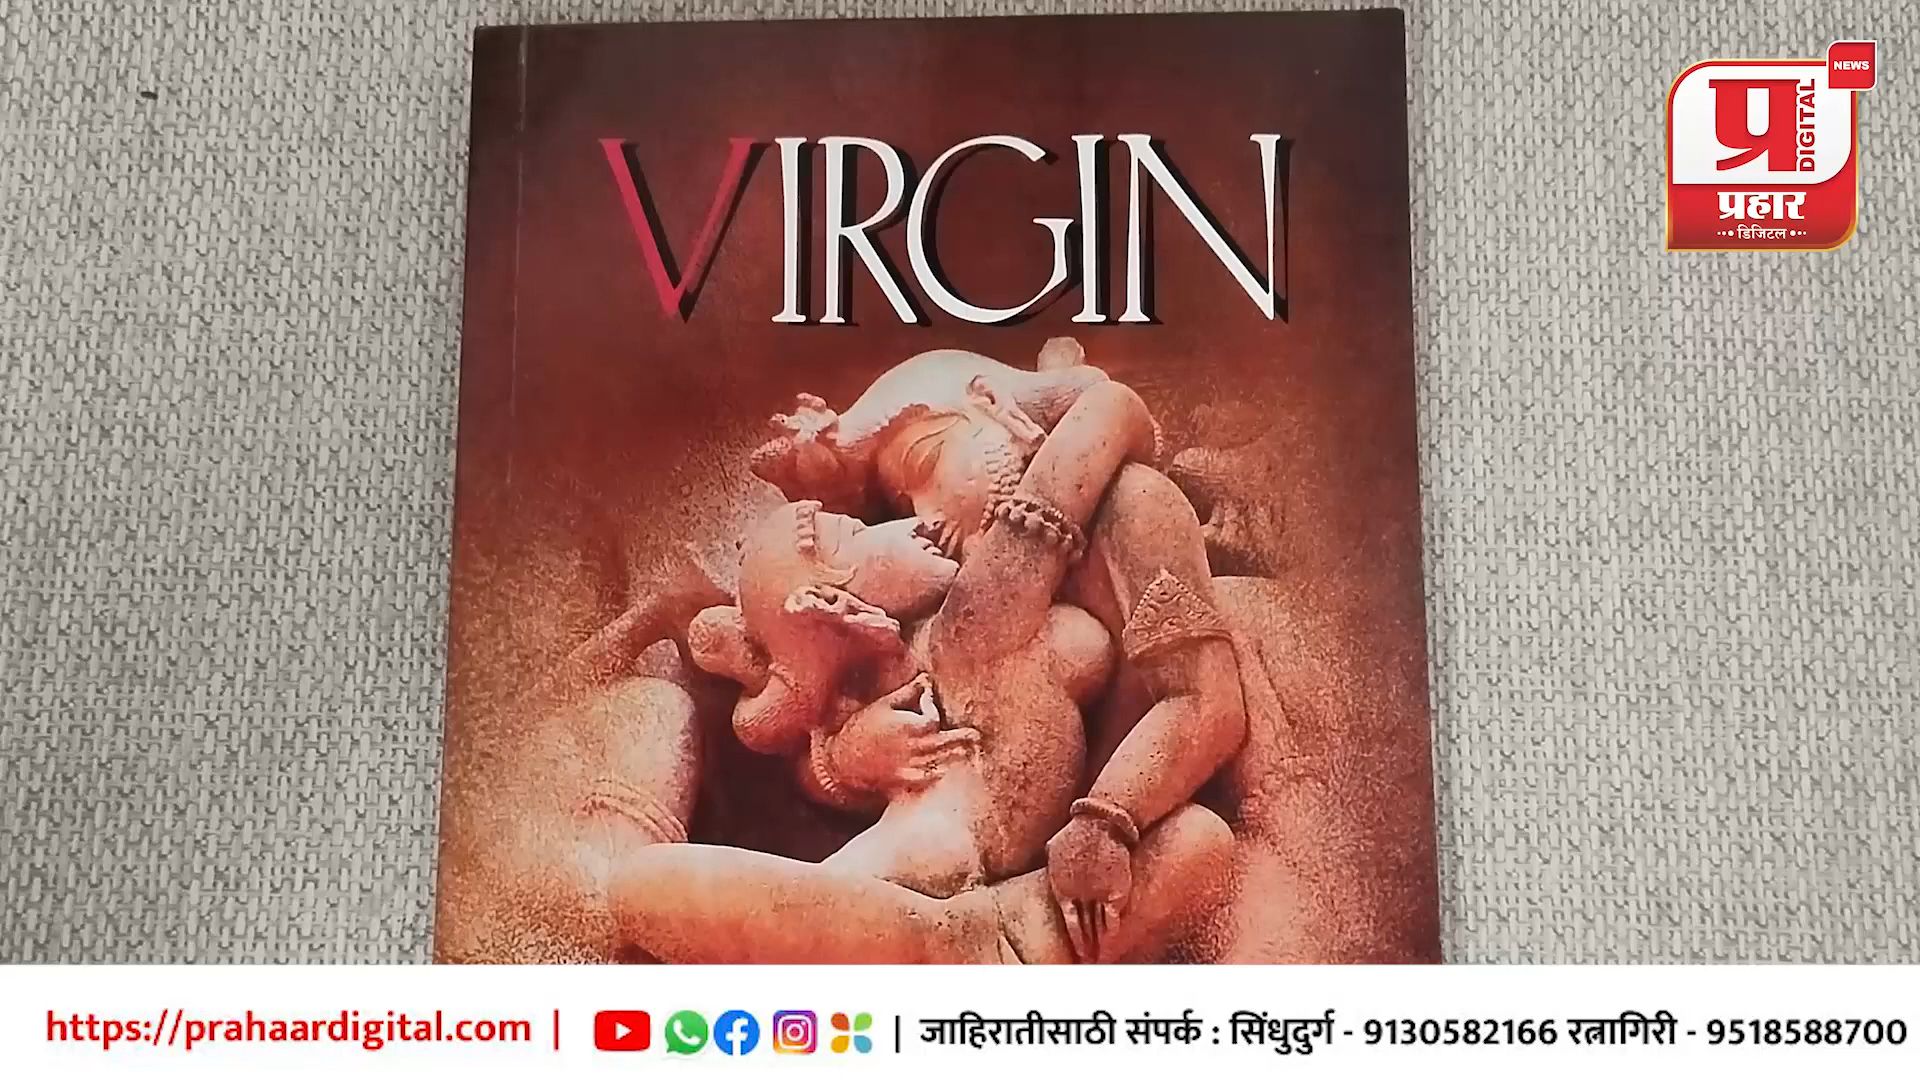 VIRGIN
NEWS
प्र
DIGITAL
प्रहार
डिजिटल
https://prahaardigital.com | | जाहिरातीसाठी संपर्क : सिंधुदुर्ग - 9130582166 रत्नागिरी - 9518588700